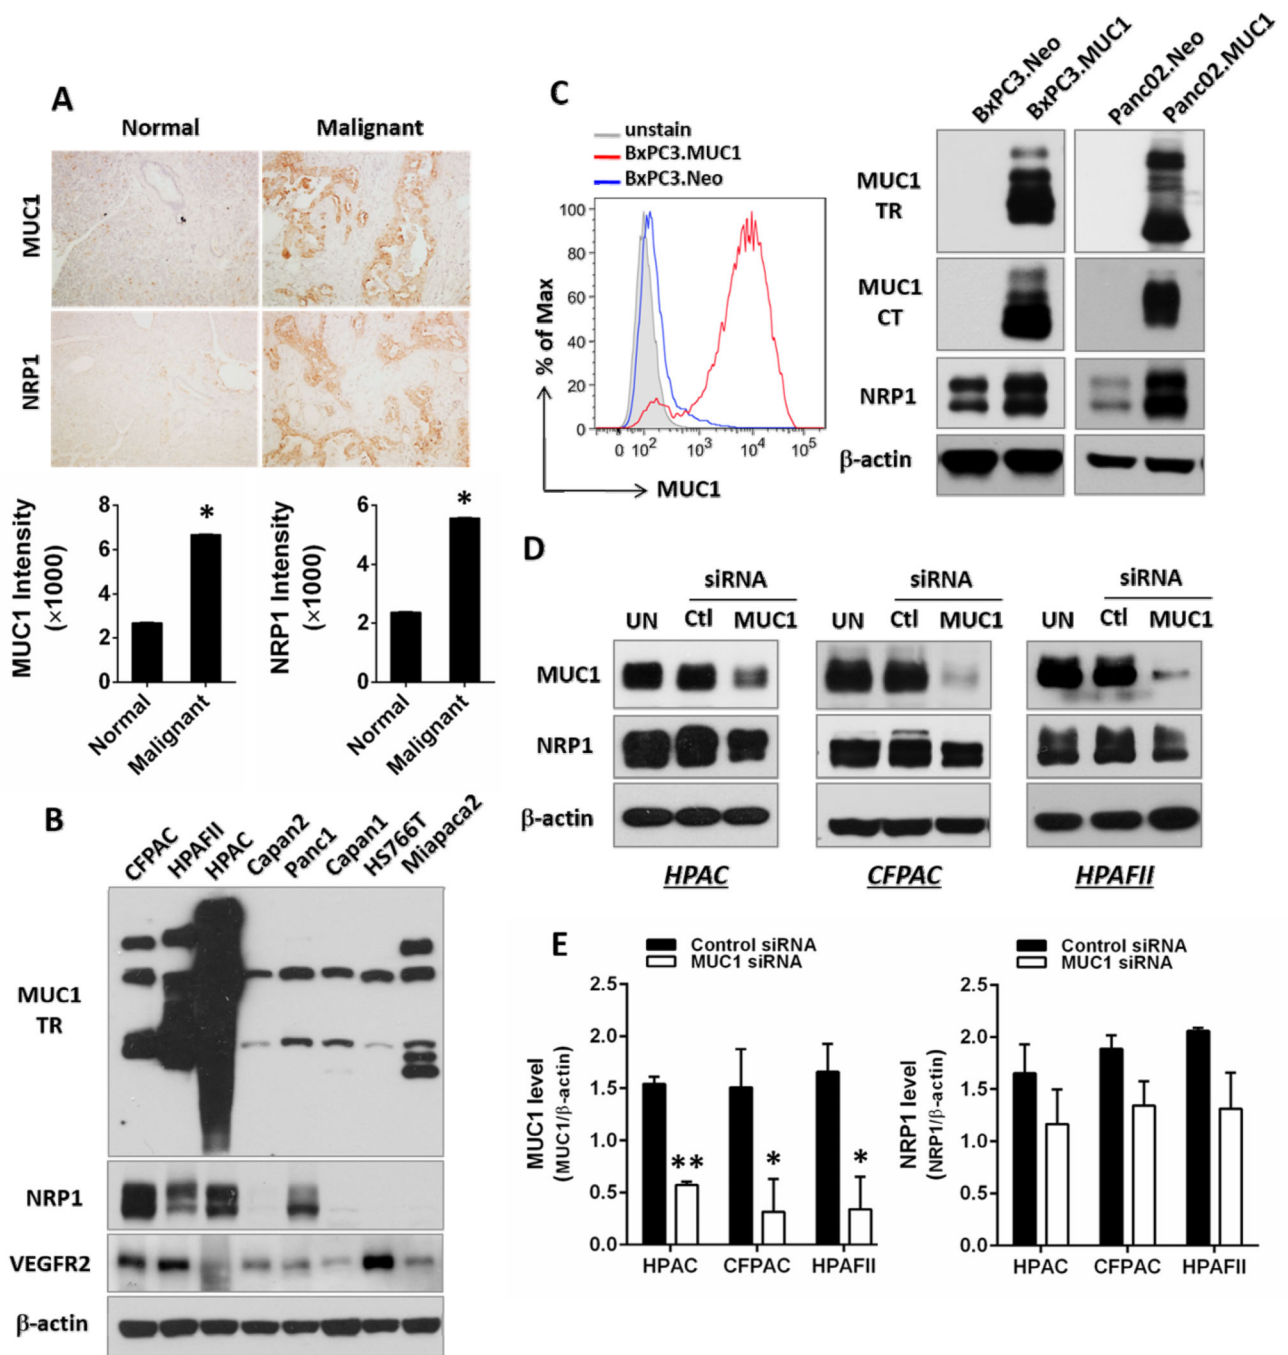 A
Normal
Malignant
MUC1
NRP1
MUC1 Intensity
(×1000)
8
6
4
2
0
Normal
Malignant
*
NRP1 Intensity
(×1000)
6
4
2
0
Normal
Malignant
*
B
CFPAC
HPAFII
HPAC
Capan2
Panc1
Capan1
HS766T
Miapaca2
MUC1
TR
NRP1
VEGFR2
β-actin
C
unstain
BxPC3.MUC1
BxPC3.Neo
% of Max
100
80
60
40
20
0
0 10² 10³ 10⁴ 10⁵
MUC1
BxPC3.Neo
BxPC3.MUC1
Panc02.Neo
Panc02.MUC1
MUC1
TR
MUC1
CT
NRP1
β-actin
D
siRNA
UN Ctl MUC1
siRNA
UN Ctl MUC1
siRNA
UN Ctl MUC1
MUC1
NRP1
β-actin
HPAC
CFPAC
HPAFII
E
Control siRNA
MUC1 siRNA
MUC1 level
(MUC1/β-actin)
2.5
2.0
1.5
1.0
0.5
0.0
**
*
*
HPAC CFPAC HPAFII
Control siRNA
MUC1 siRNA
NRP1 level
(NRP1/β-actin)
2.5
2.0
1.5
1.0
0.5
0.0
HPAC CFPAC HPAFII